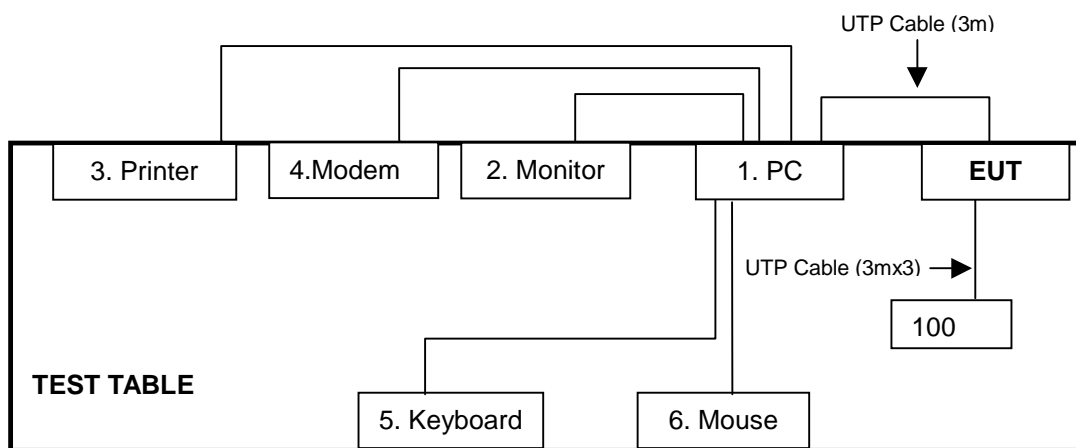 UTP Cable (3m)
3. Printer
4.Modem
2. Monitor
1. PC
EUT
UTP Cable (3mx3)
100
TEST TABLE
5. Keyboard
6. Mouse